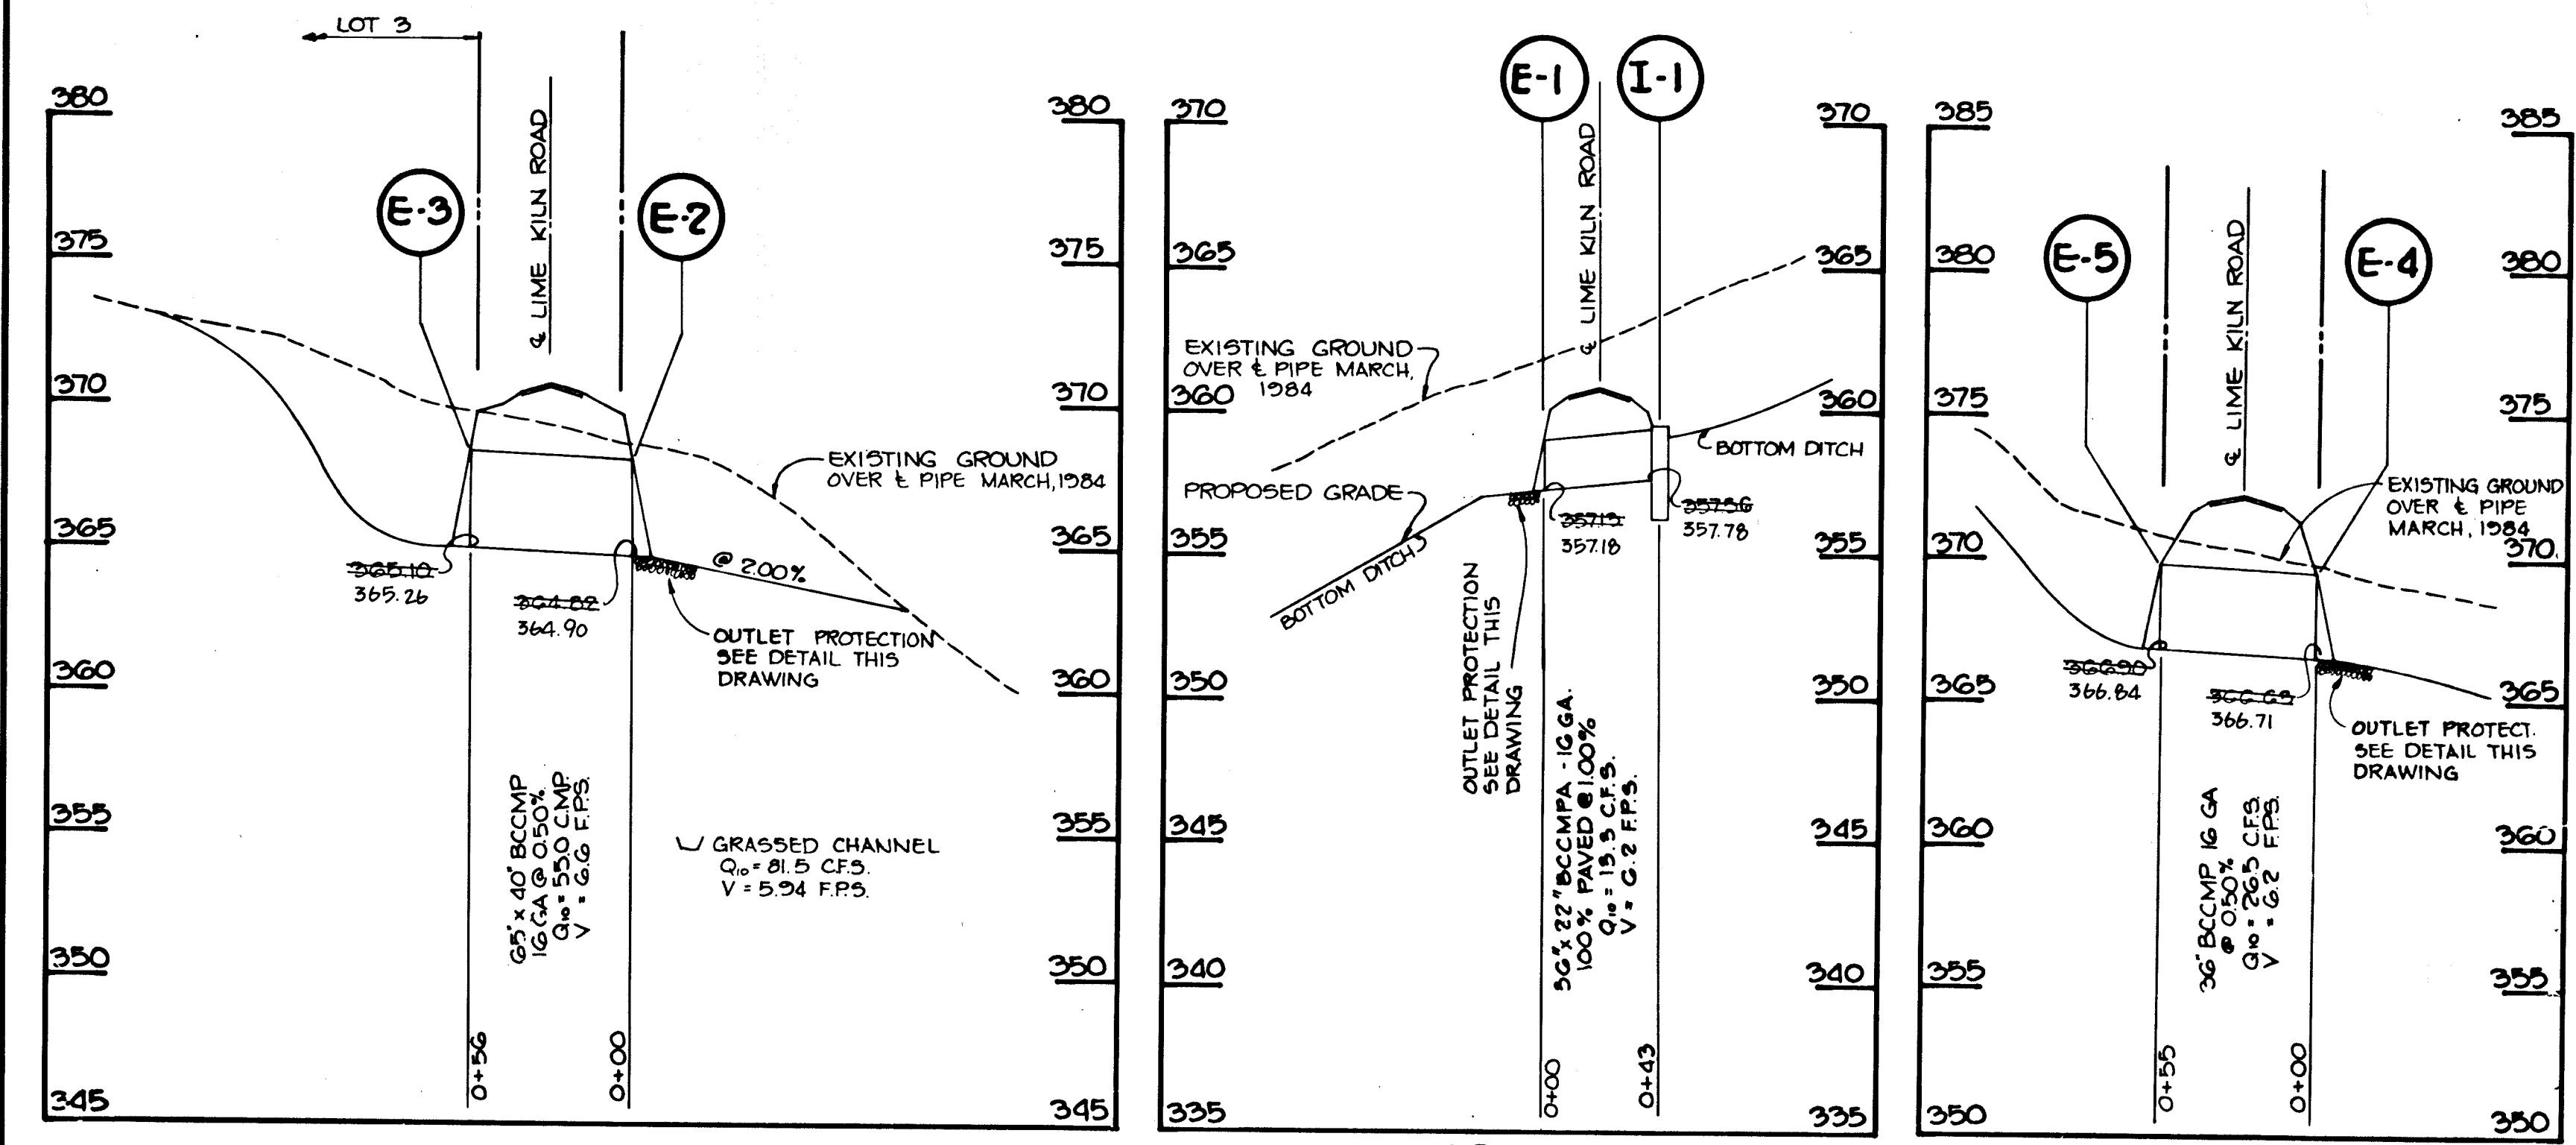 LOT 3
380
375
370
365
360
355
350
345
E-3
℄ LIME KILN ROAD
E-2
EXISTING GROUND
OVER ℄ PIPE MARCH, 1984
@ 2.00%
365.10
365.26
364.82
364.90
OUTLET PROTECTION
SEE DETAIL THIS
DRAWING
65" x 40" BCCMP
16 GA @ 0.50%
Q10 = 55.0 C.M.P.
V = 6.6 F.P.S.
GRASSED CHANNEL
Q10 = 81.5 C.F.S.
V = 5.94 F.P.S.
0+56
0+00
380
375
370
365
360
355
350
345
370
365
360
355
350
345
340
335
E-1
℄ LIME KILN ROAD
I-1
EXISTING GROUND
OVER ℄ PIPE MARCH,
1984
BOTTOM DITCH
PROPOSED GRADE
BOTTOM DITCH
357.13
357.18
357.56
357.78
OUTLET PROTECTION
SEE DETAIL THIS
DRAWING
36" x 22" BCCMPA - 16 GA.
100% PAVED @ 1.00%
V = 6.2 F.P.S.
0+00
0+43
370
365
360
355
350
345
340
335
385
380
375
370
365
360
355
350
E-5
℄ LIME KILN ROAD
E-4
EXISTING GROUND
OVER ℄ PIPE
MARCH, 1984
366.90
366.84
366.63
366.71
OUTLET PROTECT.
SEE DETAIL THIS
DRAWING
36" BCCMP 16 GA
@ 0.50%
Q10 = 26.5 C.F.S.
V = 6.2 F.P.S.
0+55
0+00
385
380
375
370
365
360
355
350